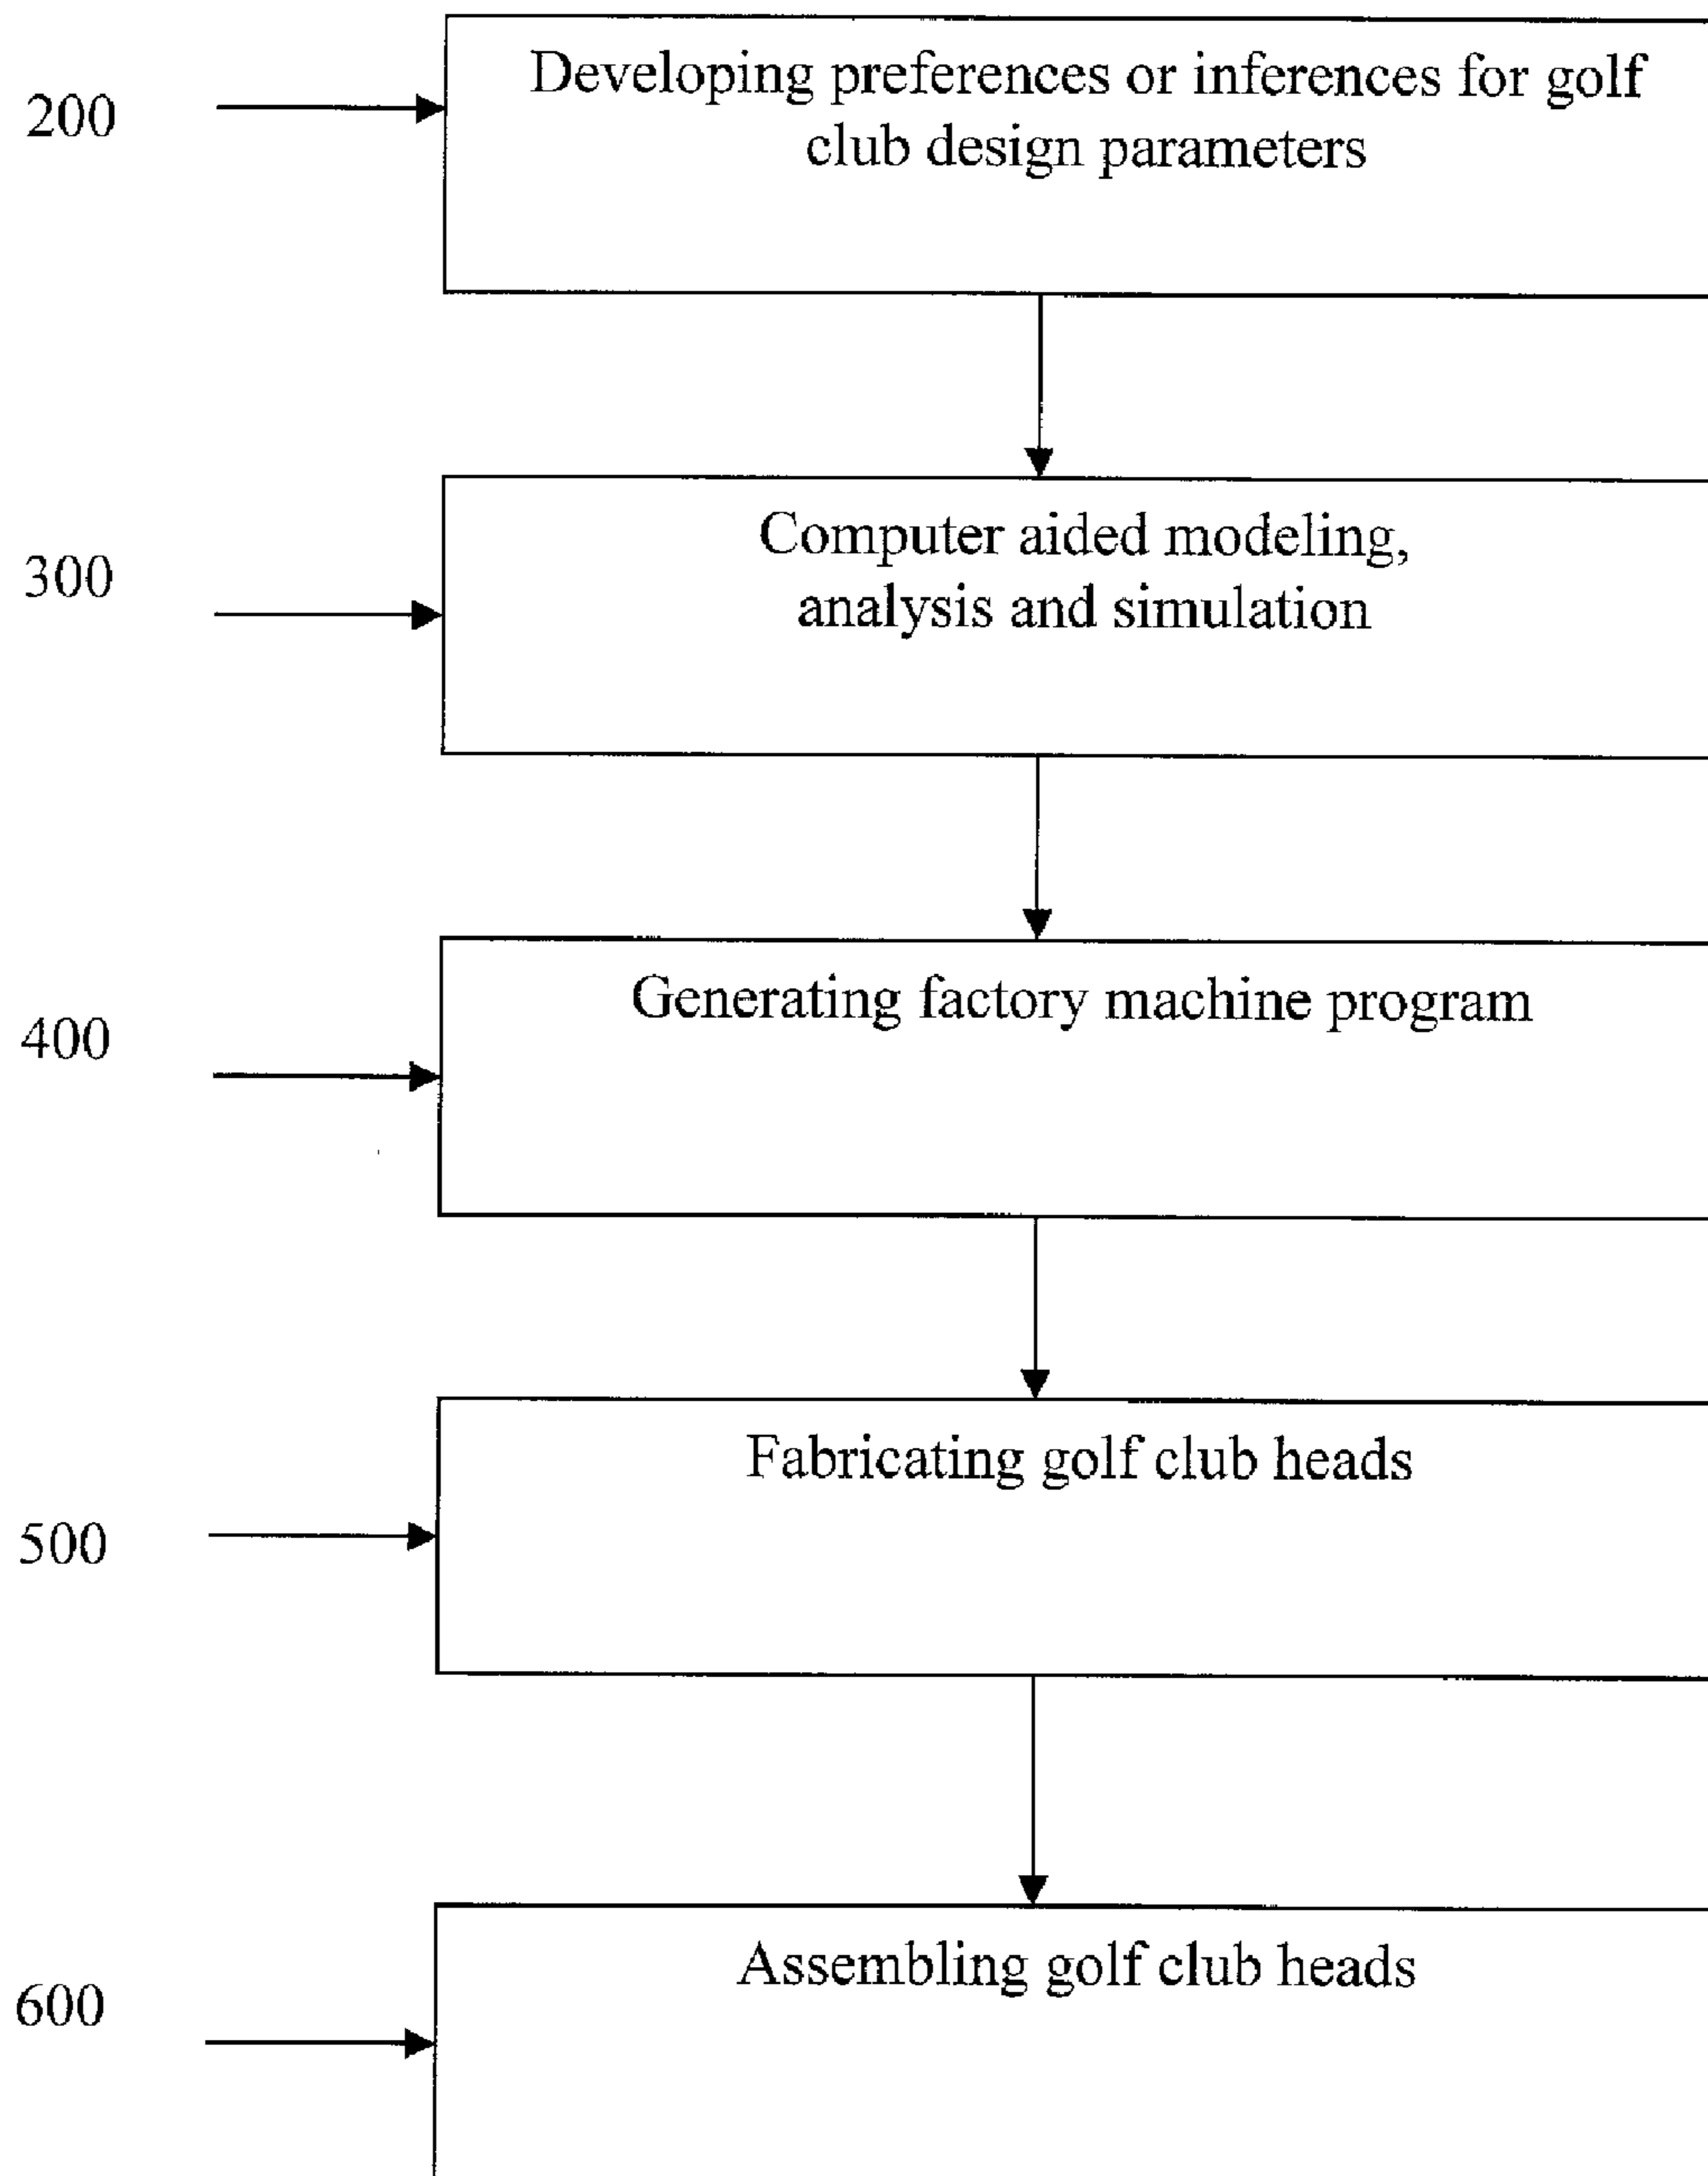 200
Developing preferences or inferences for golf
club design parameters
300
Computer aided modeling,
analysis and simulation
400
Generating factory machine program
500
Fabricating golf club heads
600
Assembling golf club heads